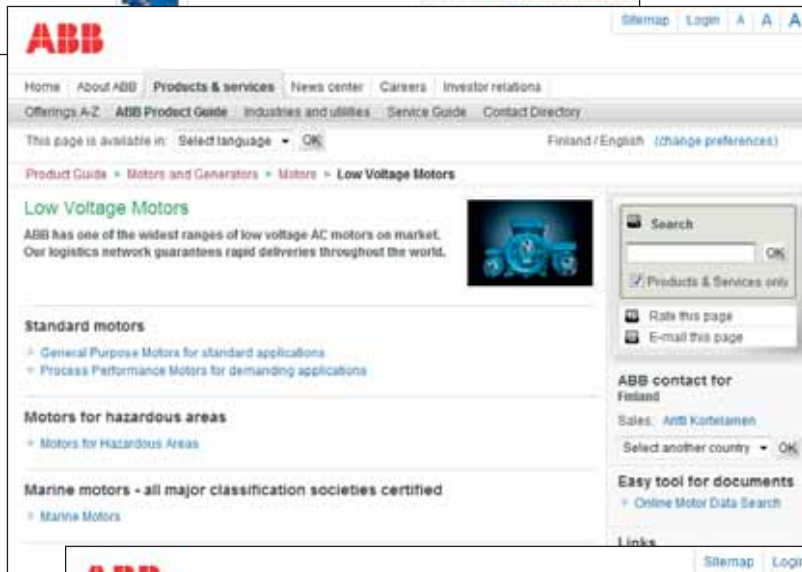 Sitemap Login A A A
ABB
Home About ABB Products & services News center Careers Investor relations
Offerings A-Z ABB Product Guide Industries and utilities Service Guide Contact Directory
This page is available in: Select language OK
Finland / English (change preferences)
Product Guide Motors and Generators Motors Low Voltage Motors
Low Voltage Motors
ABB has one of the widest ranges of low voltage AC motors on market.
Our logistics network guarantees rapid deliveries throughout the world.
Standard motors
General Purpose Motors for standard applications
Process Performance Motors for demanding applications
Motors for hazardous areas
Motors for Hazardous Areas
Marine motors - all major classification societies certified
Marine Motors
Search
OK
Products & Services only
Rate this page
E-mail this page
ABB contact for
Finland
Sales: Antti Kortelainen
Select another country OK
Easy tool for documents
Online Motor Data Search
Links
Sitemap Login
ABB